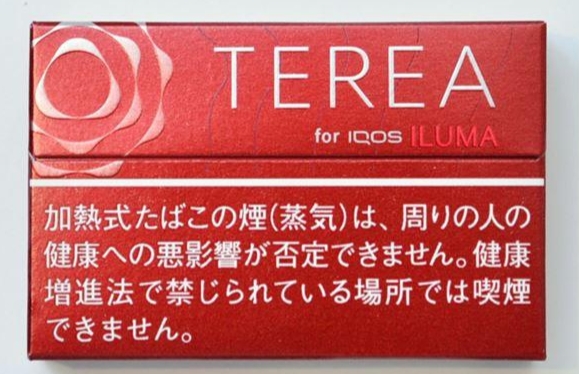 TEREA
for IQOS ILUMA
加熱式たばこの煙(蒸気)は、周りの人の
健康への悪影響が否定できません。健康
増進法で禁じられている場所では喫煙
できません。